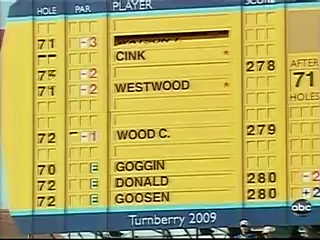 HOLE PAR PLAYER SCORE
71 -3
CINK * 278
72 -2
71 -2 WESTWOOD *
AFTER
71
HOLES
72 -1 WOOD C. 279
70 E GOGGIN
72 E DONALD 280 -2
72 E GOOSEN 280 +2
abc
Turnberry 2009